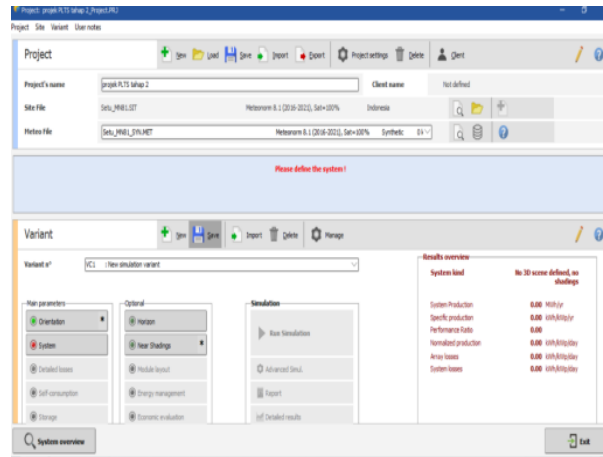 Project: projek PLTS tahap 2_Project.PRJ
Project Site Variant User notes
Project New Load Save Import Export Project settings Delete Client
Project's name projek PLTS tahap 2 Client name Not defined
Site File Setu_MN81.SIT Meteonorm 8.1 (2016-2021), Sat=100% Indonesia
Meteo File Setu_MN81_SYN.MET Meteonorm 8.1 (2016-2021), Sat=100% Synthetic
Please define the system !
Variant New Save Import Delete Manage
Variant n° VC1 : New simulation variant
Results overview
System kind No 3D scene defined, no shadings
Main parameters Optional Simulation
Orientation Horizon Run Simulation
System Near Shadings
Detailed losses Module layout Advanced Simul.
Self-consumption Energy management Report
Storage Economic evaluation Detailed results
System Production 0.00 MWh/yr
Specific production 0.00 kWh/kWp/yr
Performance Ratio 0.00
Normalized production 0.00 kWh/kWp/day
Array losses 0.00 kWh/kWp/day
System losses 0.00 kWh/kWp/day
System overview Exit